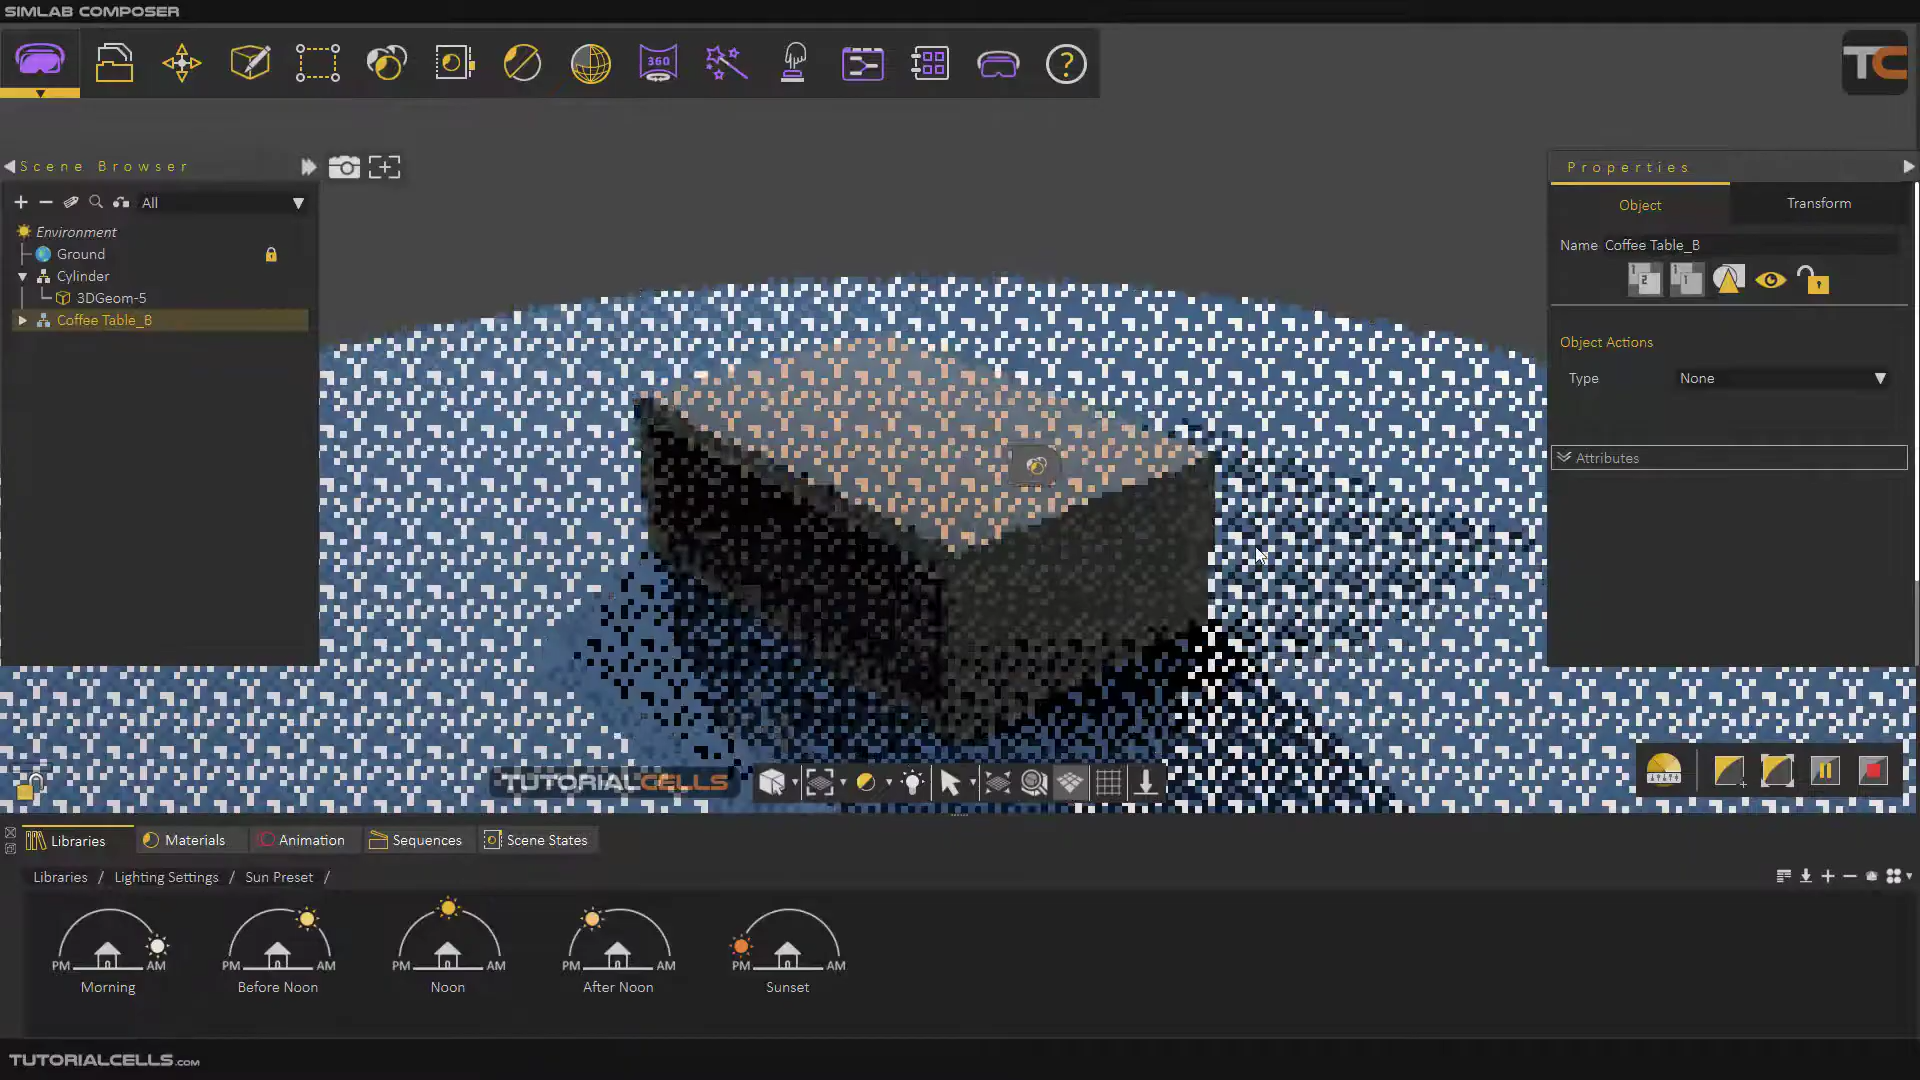 SIMLAB COMPOSER
360
?
TC
Scene Browser
All
Environment
Ground
Cylinder
3DGeom-5
Coffee Table_B
Properties
Object
Transform
Name Coffee Table_B
Object Actions
Type None
Attributes
TUTORIALCELLS
Libraries
Materials
Animation
Sequences
Scene States
Libraries / Lighting Settings / Sun Preset /
PM AM
PM AM
PM AM
PM AM
PM AM
Morning
Before Noon
Noon
After Noon
Sunset
TUTORIALCELLS.COM